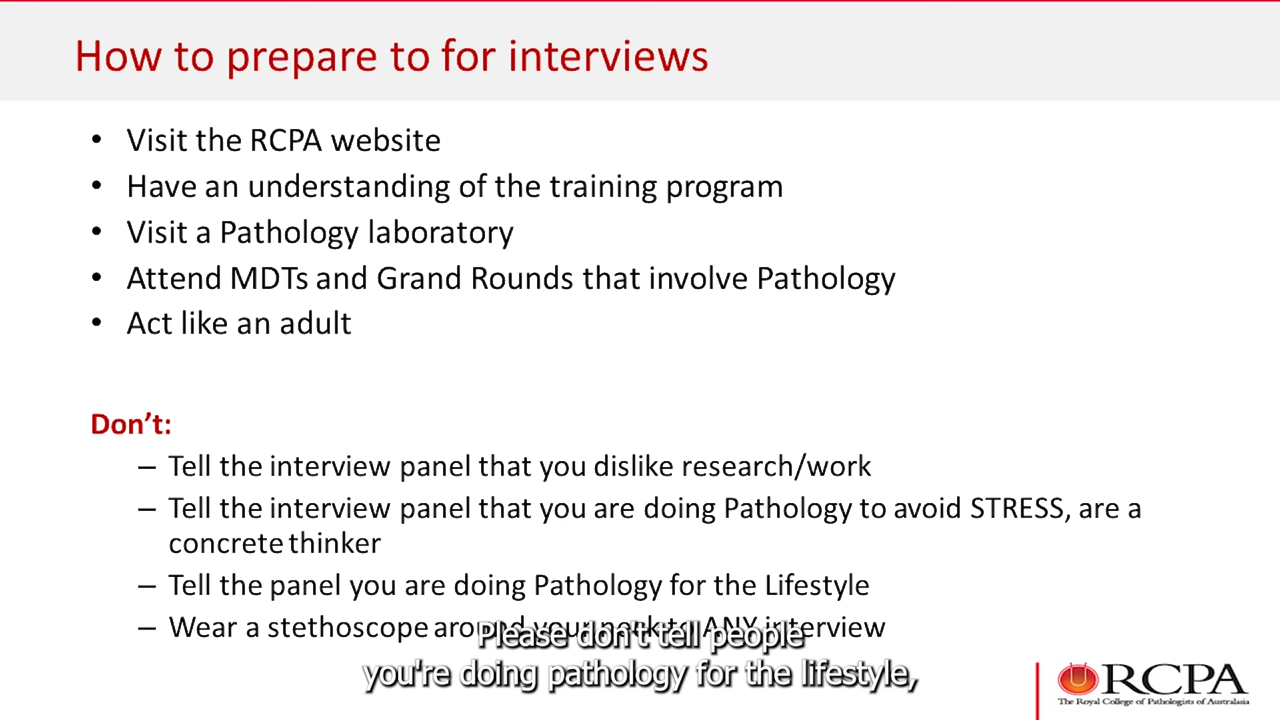 How to prepare to for interviews
• Visit the RCPA website
• Have an understanding of the training program
• Visit a Pathology laboratory
• Attend MDTs and Grand Rounds that involve Pathology
• Act like an adult
Don't:
– Tell the interview panel that you dislike research/work
– Tell the interview panel that you are doing Pathology to avoid STRESS, are a
concrete thinker
– Tell the panel you are doing Pathology for the Lifestyle
– Wear a stethoscope around your neck to ANY interview
Please don't tell people
you're doing pathology for the lifestyle,
RCPA
The Royal College of Pathologists of Australasia